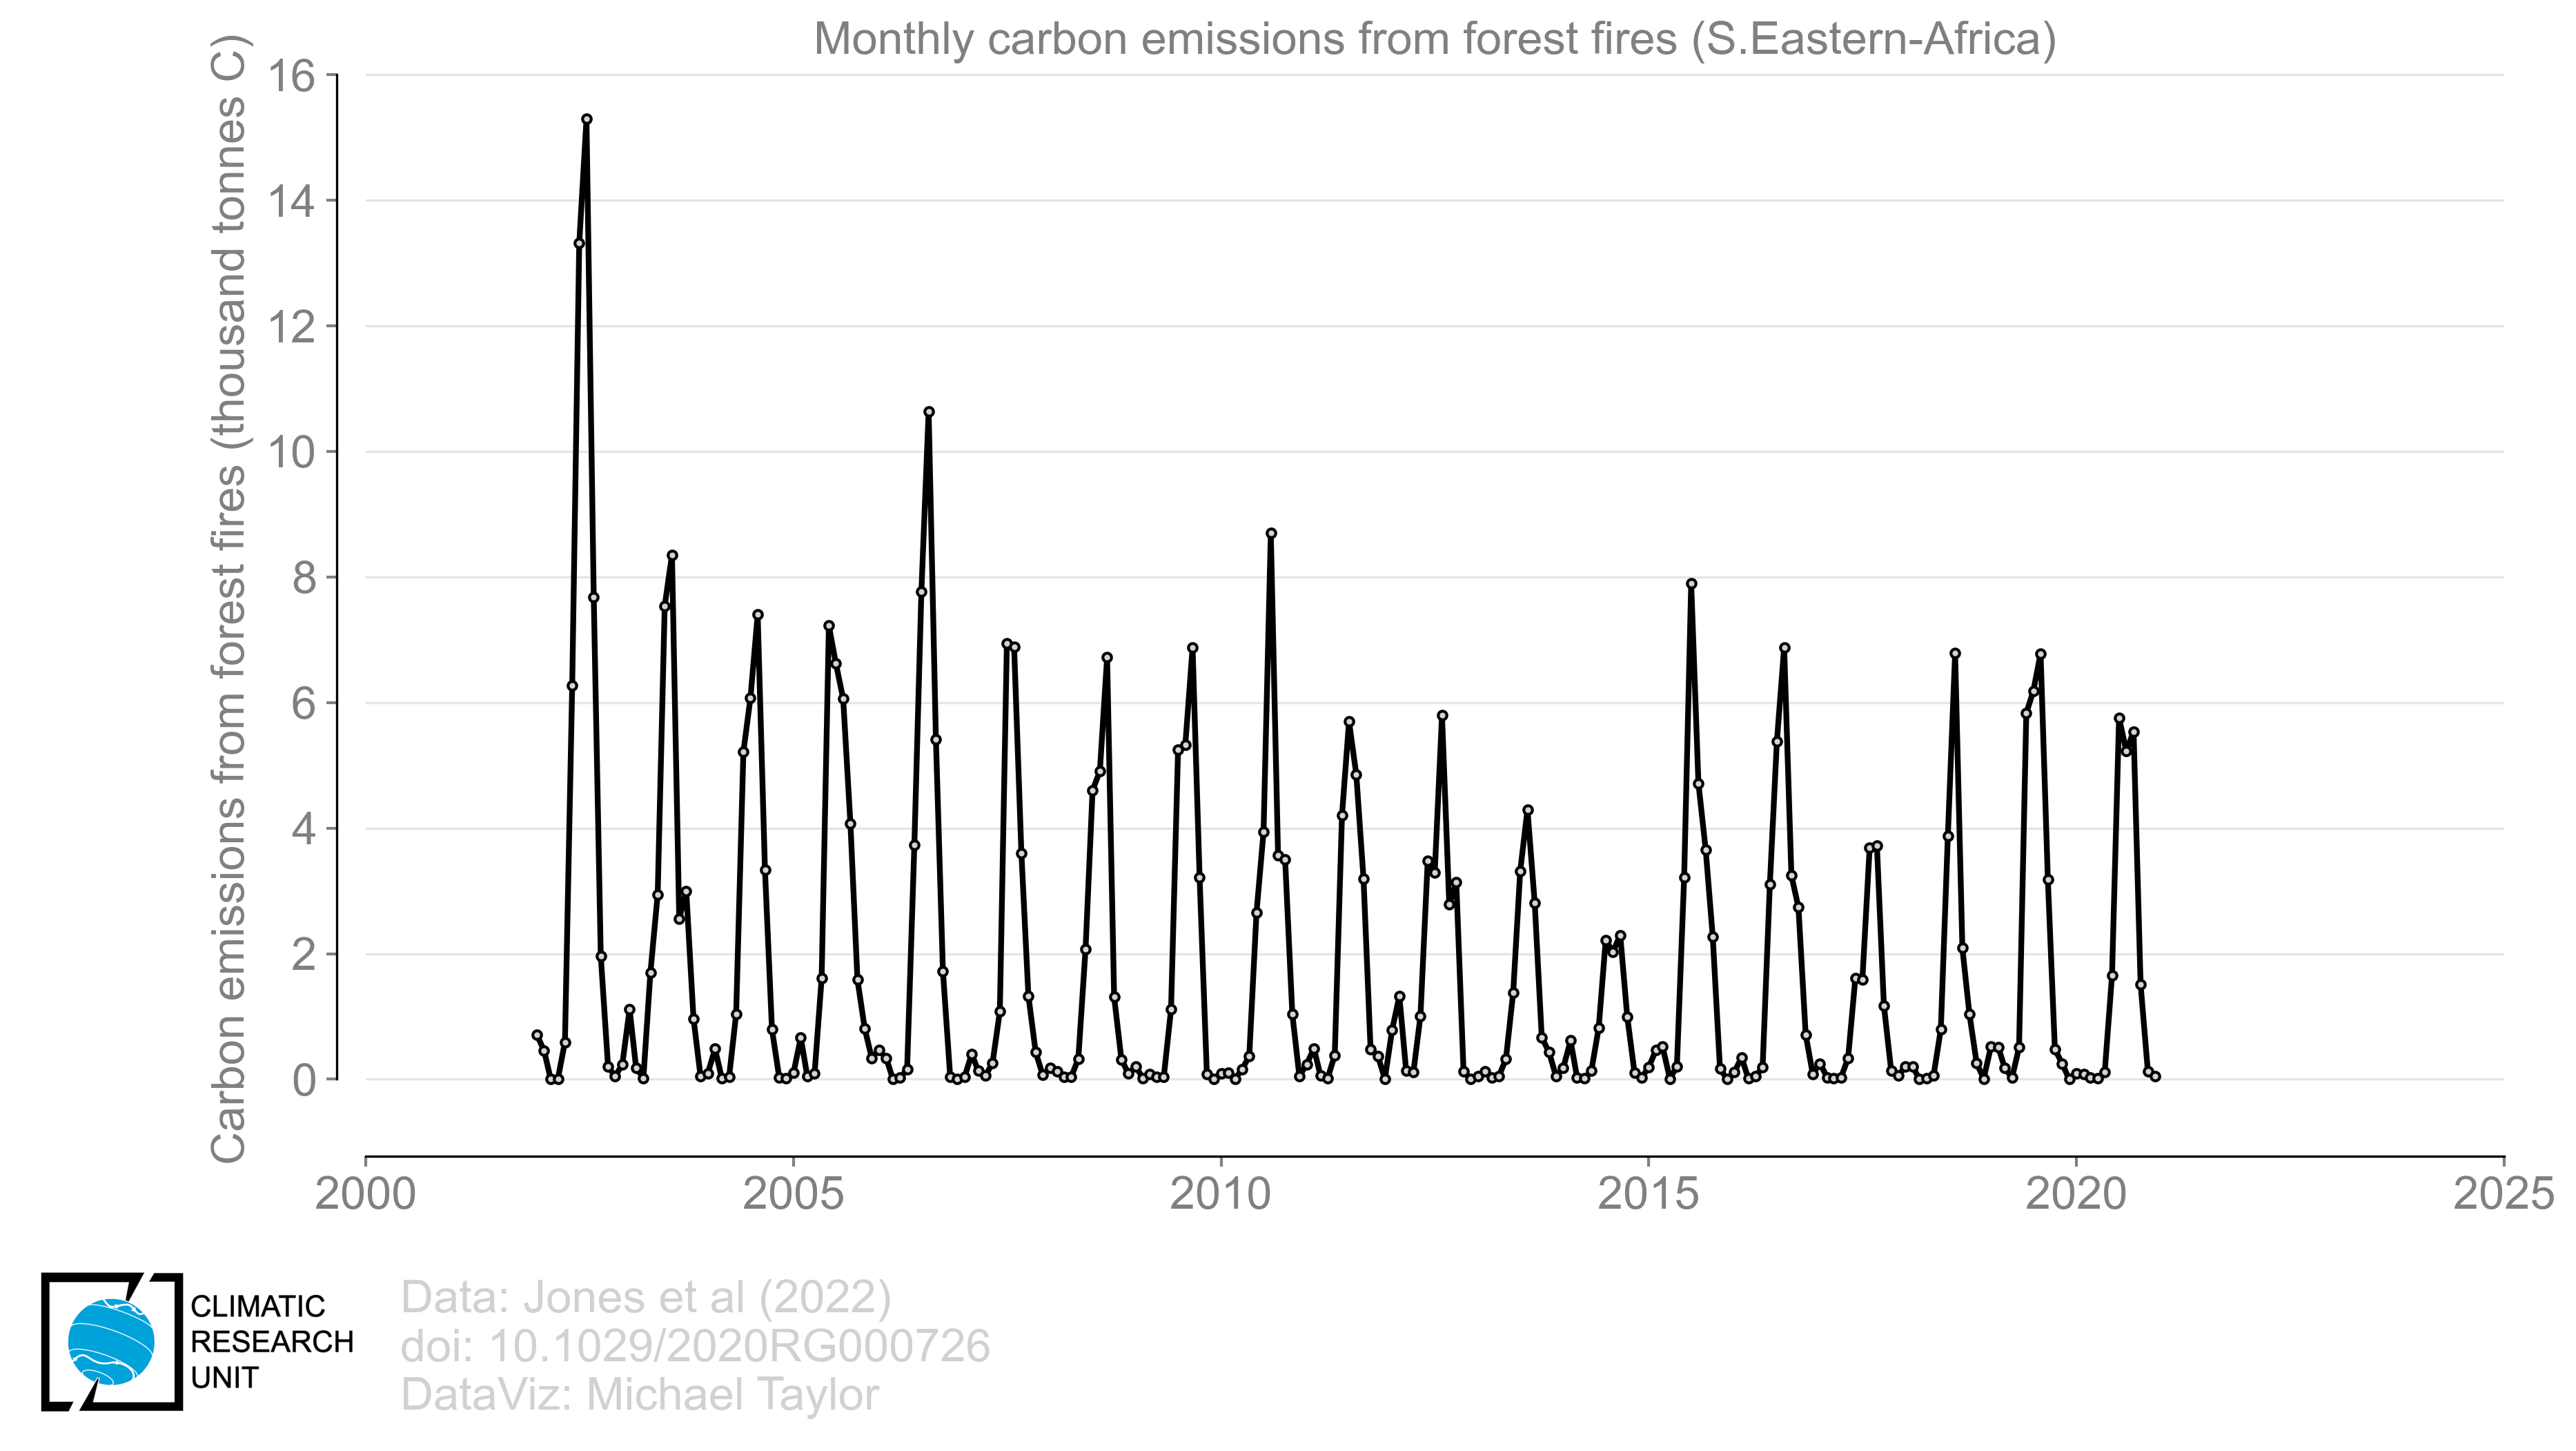 Monthly carbon emissions from forest fires (S.Eastern-Africa)
Carbon emissions from forest fires (thousand tonnes C)
16
14
12
10
8
6
4
2
0
2000
2005
2010
2015
2020
2025
CLIMATIC
RESEARCH
UNIT
Data: Jones et al (2022)
doi: 10.1029/2020RG000726
DataViz: Michael Taylor